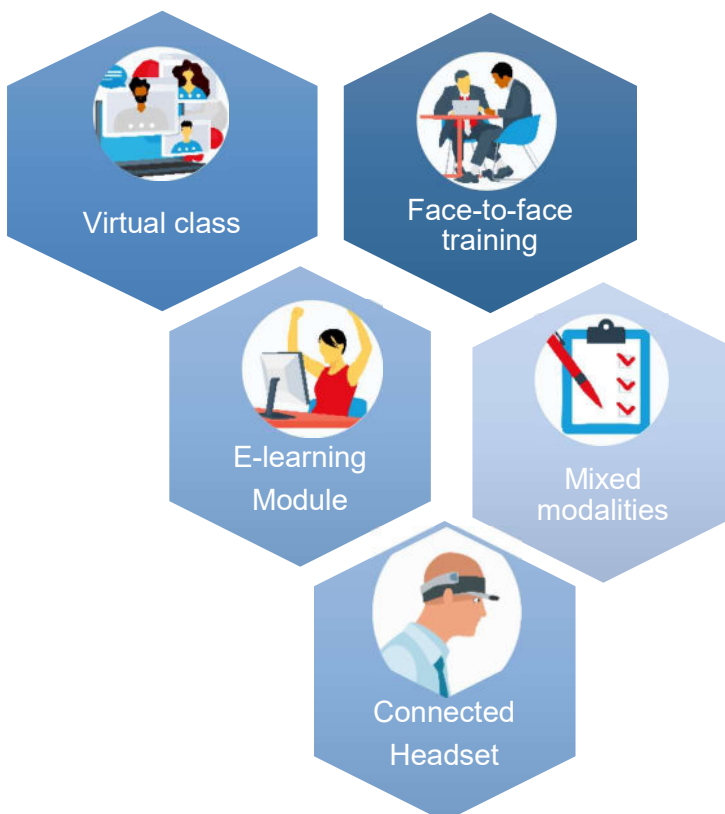 Virtual class
Face-to-face
training
E-learning
Module
Mixed
modalities
Connected
Headset